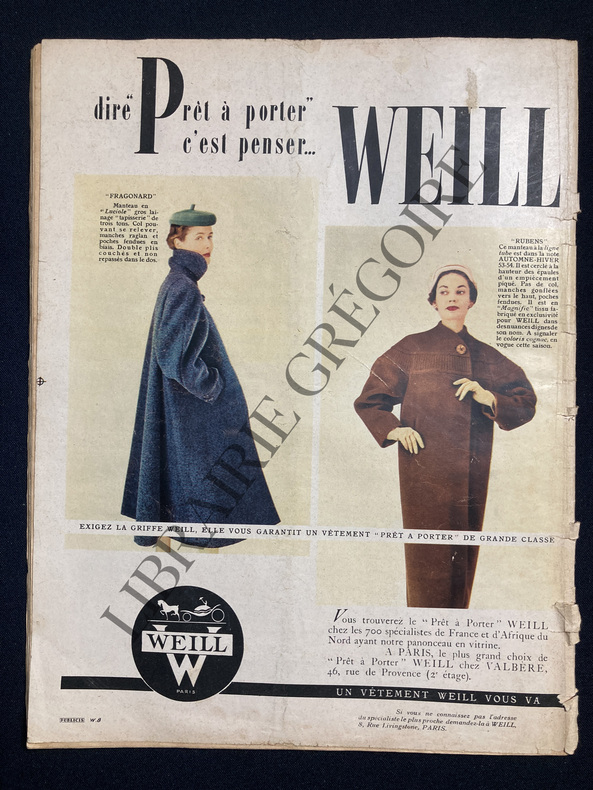 dire "Prêt à porter"
c'est penser...
WEILL
"FRAGONARD"
Manteau en
"Luciole" gros lai-
nage "tapisserie" de
trois tons. Col pou-
vant se relever,
manches raglan et
poches fendues en
biais. Double plis
couchés et non
repassés dans le dos.
"RUBENS"
Ce manteau à la ligne
tube est dans la note
AUTOMNE-HIVER
53-54. Il est cerclé à la
hauteur des épaules
d'un empiècement
piqué. Pas de col,
manches gonflées
vers le haut, poches
fendues. Il est en
"Magnific" tissu fa-
briqué en exclusivité
pour WEILL dans
des nuances dignes de
son nom. A signaler
le coloris cognac, en
vogue cette saison.
EXIGEZ LA GRIFFE WEILL, ELLE VOUS GARANTIT UN VÊTEMENT "PRÊT A PORTER" DE GRANDE CLASSE
WEILL
W
PARIS
Vous trouverez le "Prêt à Porter" WEILL
chez les 700 spécialistes de France et d'Afrique du
Nord ayant notre panonceau en vitrine.
A PARIS, le plus grand choix de
"Prêt à Porter" WEILL chez VALBÈRE,
46, rue de Provence (2e étage).
UN VÊTEMENT WEILL VOUS VA
Si vous ne connaissez pas l'adresse
du spécialiste le plus proche demandez-la à WEILL,
8, Rue Livingstone, PARIS.
PUBLICIS W.8
LIBRAIRIE GRÉGOIRE